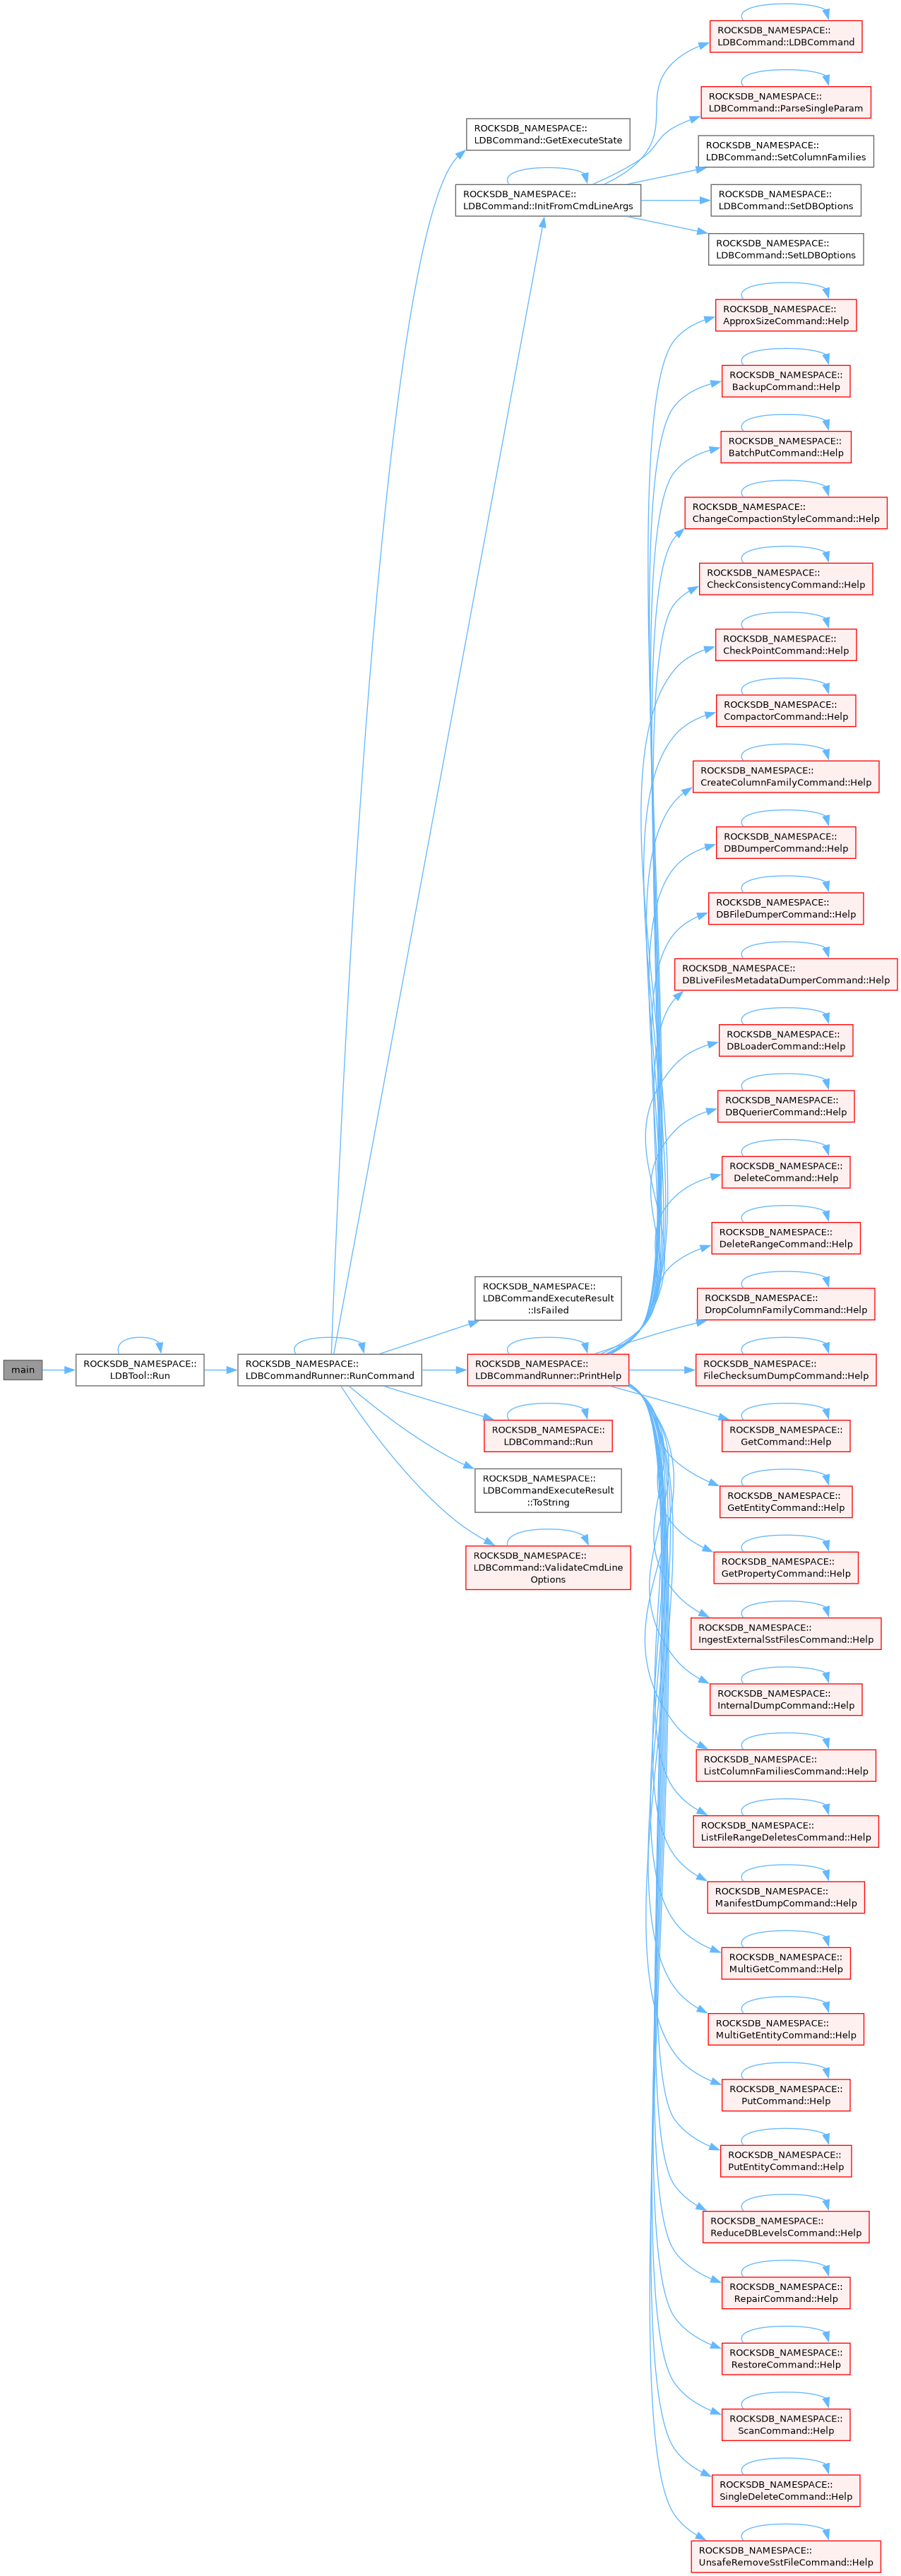 ROCKSDB_NAMESPACE::
LDBCommand::LDBCommand
ROCKSDB_NAMESPACE::
LDBCommand::ParseSingleParam
ROCKSDB_NAMESPACE::
LDBCommand::GetExecuteState
ROCKSDB_NAMESPACE::
LDBCommand::SetColumnFamilies
ROCKSDB_NAMESPACE::
LDBCommand::InitFromCmdLineArgs
ROCKSDB_NAMESPACE::
LDBCommand::SetDBOptions
ROCKSDB_NAMESPACE::
LDBCommand::SetLDBOptions
ROCKSDB_NAMESPACE::
ApproxSizeCommand::Help
ROCKSDB_NAMESPACE::
BackupCommand::Help
ROCKSDB_NAMESPACE::
BatchPutCommand::Help
ROCKSDB_NAMESPACE::
ChangeCompactionStyleCommand::Help
ROCKSDB_NAMESPACE::
CheckConsistencyCommand::Help
ROCKSDB_NAMESPACE::
CheckPointCommand::Help
ROCKSDB_NAMESPACE::
CompactorCommand::Help
ROCKSDB_NAMESPACE::
CreateColumnFamilyCommand::Help
ROCKSDB_NAMESPACE::
DBDumperCommand::Help
ROCKSDB_NAMESPACE::
DBFileDumperCommand::Help
ROCKSDB_NAMESPACE::
DBLiveFilesMetadataDumperCommand::Help
ROCKSDB_NAMESPACE::
DBLoaderCommand::Help
ROCKSDB_NAMESPACE::
DBQuerierCommand::Help
ROCKSDB_NAMESPACE::
DeleteCommand::Help
ROCKSDB_NAMESPACE::
DeleteRangeCommand::Help
ROCKSDB_NAMESPACE::
LDBCommandExecuteResult
::IsFailed
ROCKSDB_NAMESPACE::
DropColumnFamilyCommand::Help
main
ROCKSDB_NAMESPACE::
LDBTool::Run
ROCKSDB_NAMESPACE::
LDBCommandRunner::RunCommand
ROCKSDB_NAMESPACE::
LDBCommandRunner::PrintHelp
ROCKSDB_NAMESPACE::
FileChecksumDumpCommand::Help
ROCKSDB_NAMESPACE::
LDBCommand::Run
ROCKSDB_NAMESPACE::
GetCommand::Help
ROCKSDB_NAMESPACE::
LDBCommandExecuteResult
::ToString
ROCKSDB_NAMESPACE::
GetEntityCommand::Help
ROCKSDB_NAMESPACE::
LDBCommand::ValidateCmdLine
Options
ROCKSDB_NAMESPACE::
GetPropertyCommand::Help
ROCKSDB_NAMESPACE::
IngestExternalSstFilesCommand::Help
ROCKSDB_NAMESPACE::
InternalDumpCommand::Help
ROCKSDB_NAMESPACE::
ListColumnFamiliesCommand::Help
ROCKSDB_NAMESPACE::
ListFileRangeDeletesCommand::Help
ROCKSDB_NAMESPACE::
ManifestDumpCommand::Help
ROCKSDB_NAMESPACE::
MultiGetCommand::Help
ROCKSDB_NAMESPACE::
MultiGetEntityCommand::Help
ROCKSDB_NAMESPACE::
PutCommand::Help
ROCKSDB_NAMESPACE::
PutEntityCommand::Help
ROCKSDB_NAMESPACE::
ReduceDBLevelsCommand::Help
ROCKSDB_NAMESPACE::
RepairCommand::Help
ROCKSDB_NAMESPACE::
RestoreCommand::Help
ROCKSDB_NAMESPACE::
ScanCommand::Help
ROCKSDB_NAMESPACE::
SingleDeleteCommand::Help
ROCKSDB_NAMESPACE::
UnsafeRemoveSstFileCommand::Help